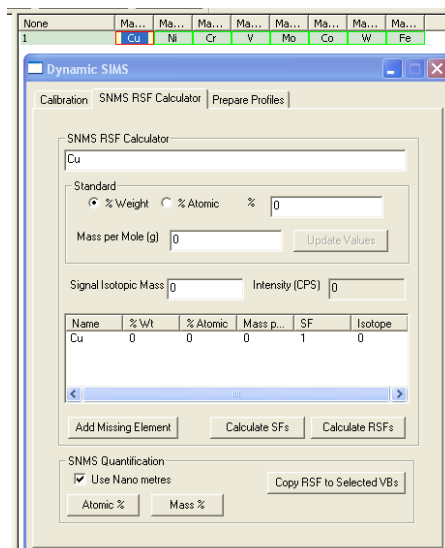 None Ma... Ma... Ma... Ma... Ma... Ma... Ma... Ma...
1 Cu Ni Cr V Mo Co W Fe
Dynamic SIMS
Calibration SNMS RSF Calculator Prepare Profiles
SNMS RSF Calculator
Cu
Standard
% Weight % Atomic % 0
Mass per Mole (g) 0 Update Values
Signal Isotopic Mass 0 Intensity (CPS) 0
Name % Wt % Atomic Mass p... SF Isotope
Cu 0 0 0 1 0
Add Missing Element Calculate SFs Calculate RSFs
SNMS Quantification
Use Nano metres Copy RSF to Selected VBs
Atomic % Mass %